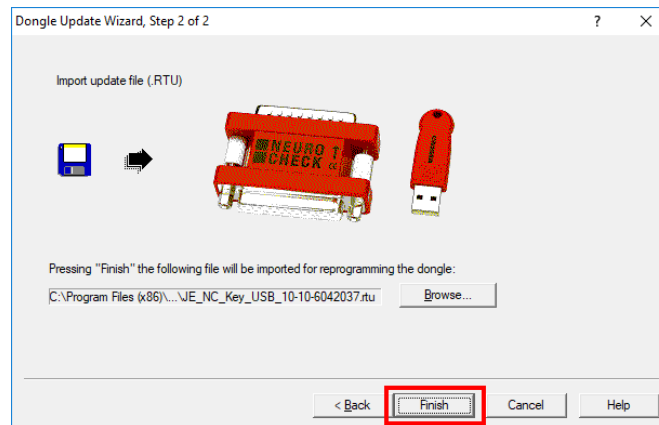 Dongle Update Wizard, Step 2 of 2
Import update file (.RTU)
NEURO
CHECK
Pressing "Finish" the following file will be imported for reprogramming the dongle:
C:\Program Files (x86)\...\JE_NC_Key_USB_10-10-6042037.rtu
Browse...
< Back
Finish
Cancel
Help